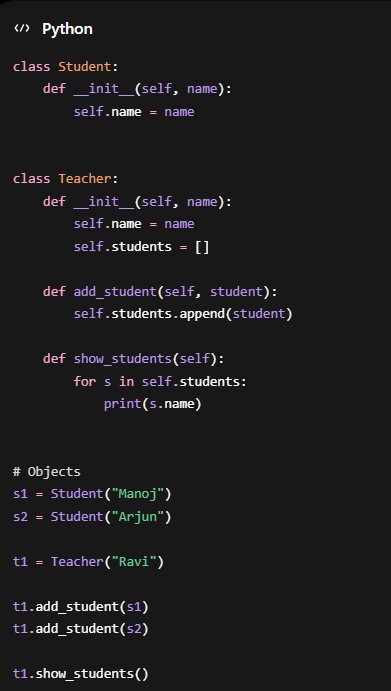 </> Python
class Student:
    def __init__(self, name):
        self.name = name
class Teacher:
    def __init__(self, name):
        self.name = name
        self.students = []
    def add_student(self, student):
        self.students.append(student)
    def show_students(self):
        for s in self.students:
            print(s.name)
# Objects
s1 = Student("Manoj")
s2 = Student("Arjun")
t1 = Teacher("Ravi")
t1.add_student(s1)
t1.add_student(s2)
t1.show_students()